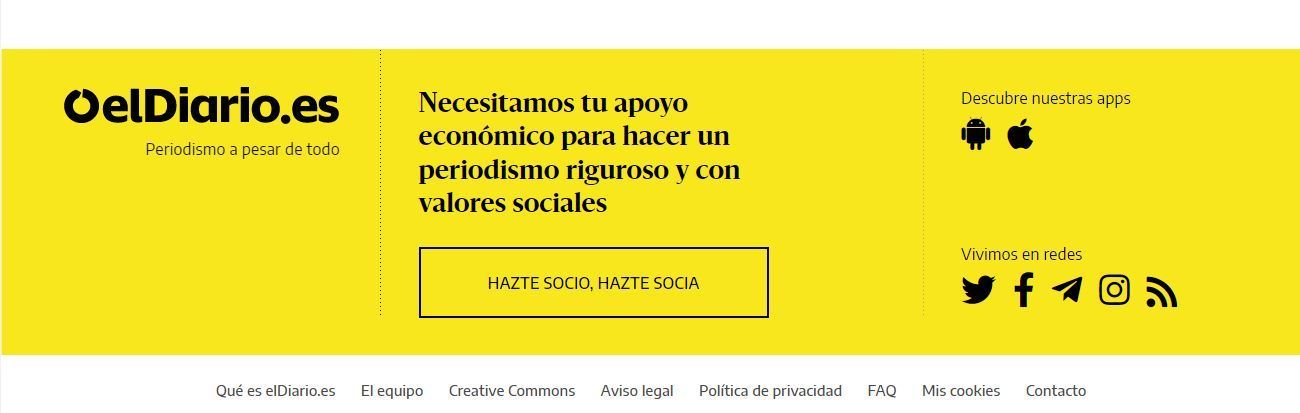 elDiario.es
Periodismo a pesar de todo
Necesitamos tu apoyo
económico para hacer un
periodismo riguroso y con
valores sociales
HAZTE SOCIO, HAZTE SOCIA
Descubre nuestras apps
Vivimos en redes
Qué es elDiario.es El equipo Creative Commons Aviso legal Política de privacidad FAQ Mis cookies Contacto